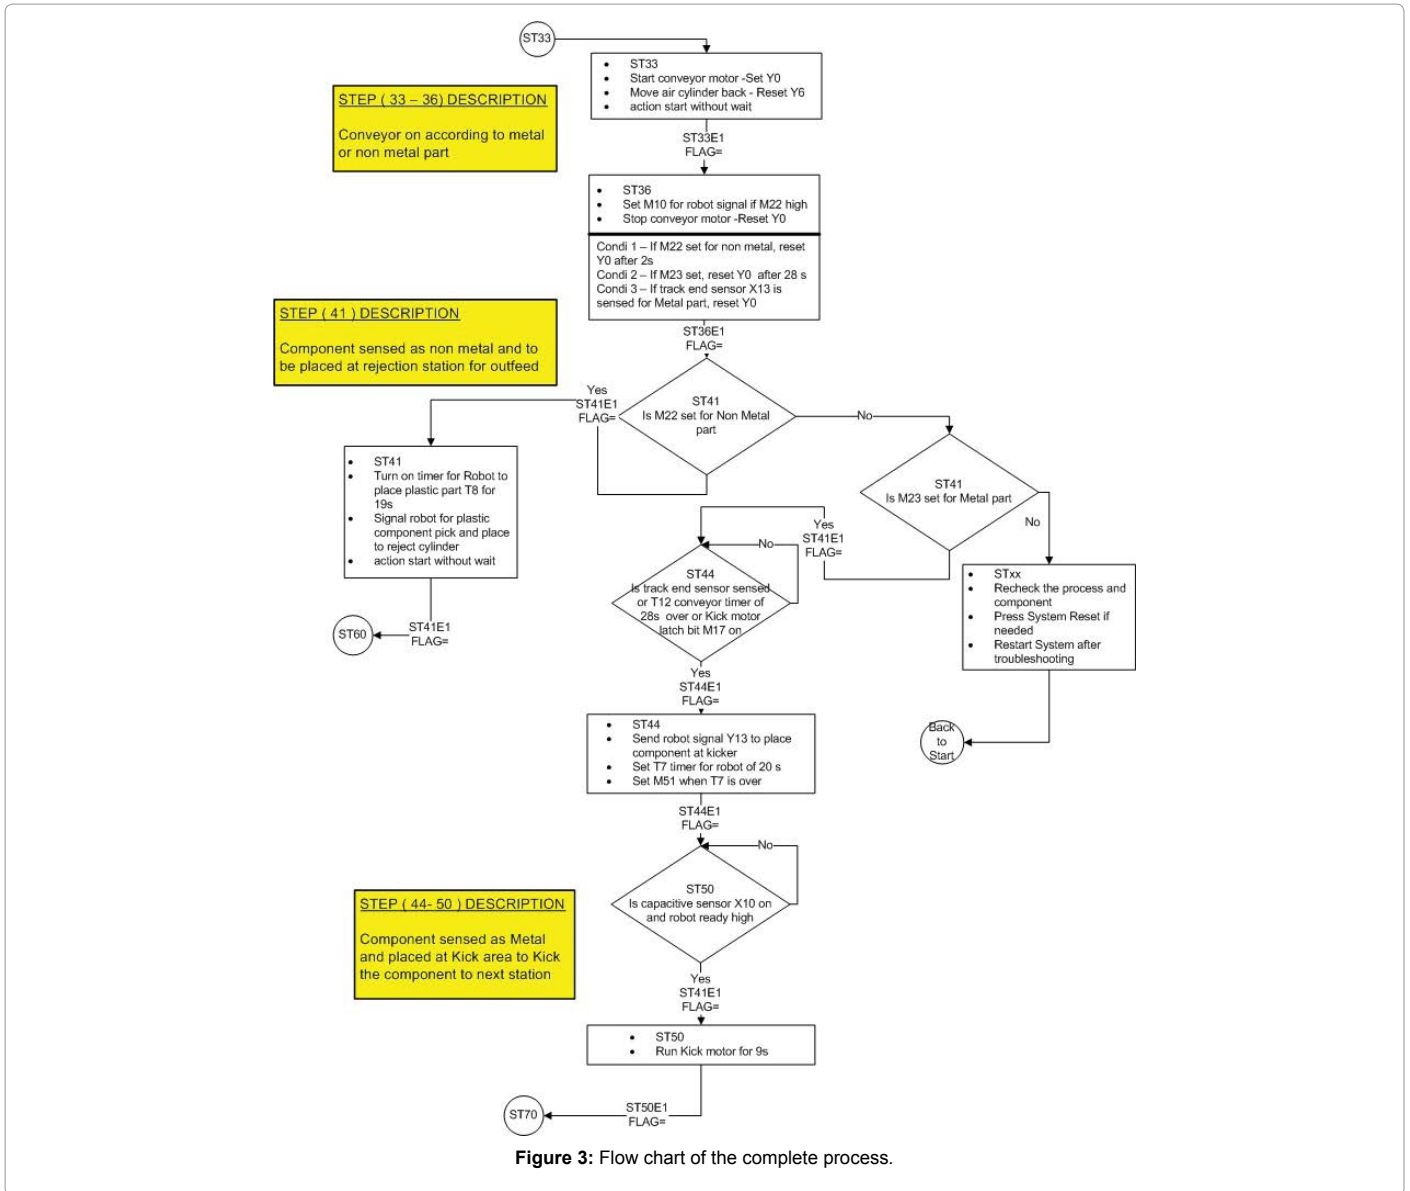 ST33
• ST33
• Start conveyor motor -Set Y0
• Move air cylinder back - Reset Y6
• action start without wait
STEP ( 33 – 36) DESCRIPTION
Conveyor on according to metal
or non metal part
ST33E1
FLAG=
• ST36
• Set M10 for robot signal if M22 high
• Stop conveyor motor -Reset Y0
Condi 1 – If M22 set for non metal, reset
Y0 after 2s
Condi 2 – If M23 set, reset Y0 after 28 s
Condi 3 – If track end sensor X13 is
sensed for Metal part, reset Y0
STEP ( 41 ) DESCRIPTION
Component sensed as non metal and to
be placed at rejection station for outfeed
ST36E1
FLAG=
Yes
ST41E1
FLAG=
ST41
Is M22 set for Non Metal
part
No
• ST41
• Turn on timer for Robot to
place plastic part T8 for
19s
• Signal robot for plastic
component pick and place
to reject cylinder
• action start without wait
ST41
Is M23 set for Metal part
No
Yes
ST41E1
FLAG=
No
ST44
Is track end sensor sensed
or T12 conveyor timer of
28s over or Kick motor
latch bit M17 on
• STxx
• Recheck the process and
component
• Press System Reset if
needed
• Restart System after
troubleshooting
ST60
ST41E1
FLAG=
Yes
ST44E1
FLAG=
• ST44
• Send robot signal Y13 to place
component at kicker
• Set T7 timer for robot of 20 s
• Set M51 when T7 is over
Back
to
Start
ST44E1
FLAG=
No
ST50
Is capacitive sensor X10 on
and robot ready high
STEP ( 44- 50 ) DESCRIPTION
Component sensed as Metal
and placed at Kick area to Kick
the component to next station
Yes
ST41E1
FLAG=
• ST50
• Run Kick motor for 9s
ST70
ST50E1
FLAG=
Figure 3: Flow chart of the complete process.